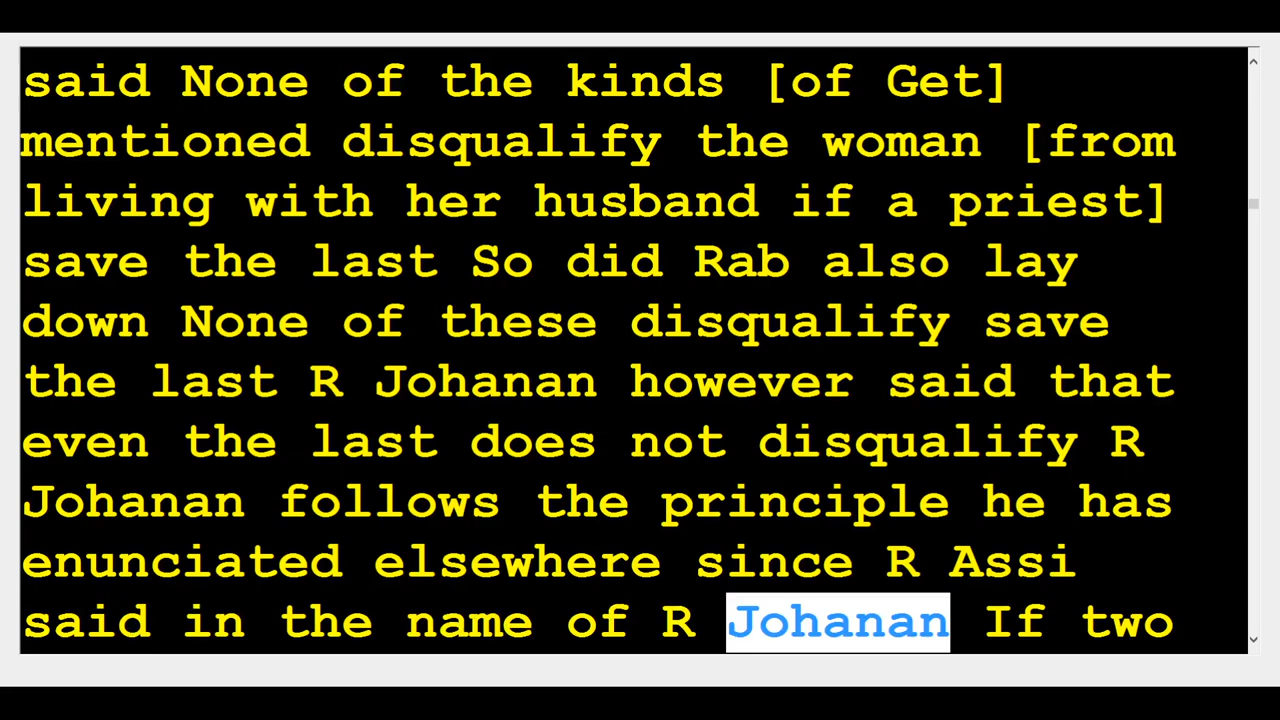 said None of the kinds [of Get]
mentioned disqualify the woman [from
living with her husband if a priest]
save the last So did Rab also lay
down None of these disqualify save
the last R Johanan however said that
even the last does not disqualify R
Johanan follows the principle he has
enunciated elsewhere since R Assi
said in the name of R Johanan If two